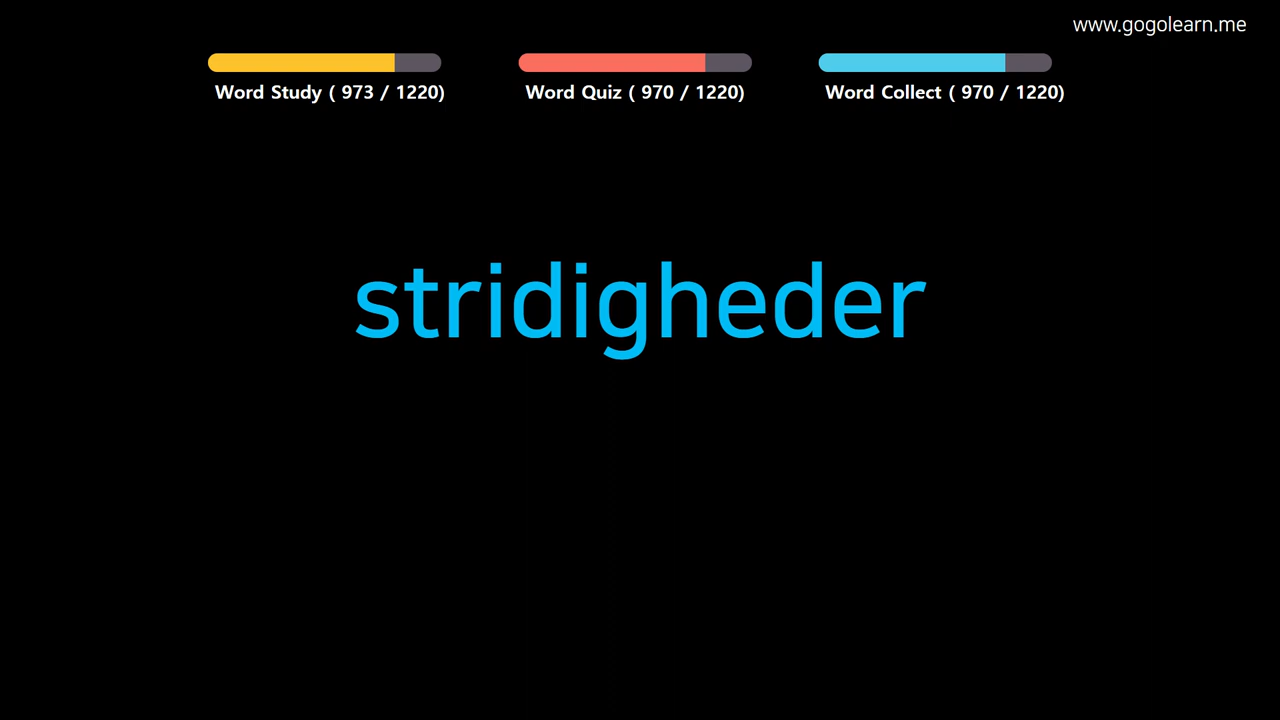 www.gogolearn.me
Word Study ( 973 / 1220)
Word Quiz ( 970 / 1220)
Word Collect ( 970 / 1220)
stridigheder